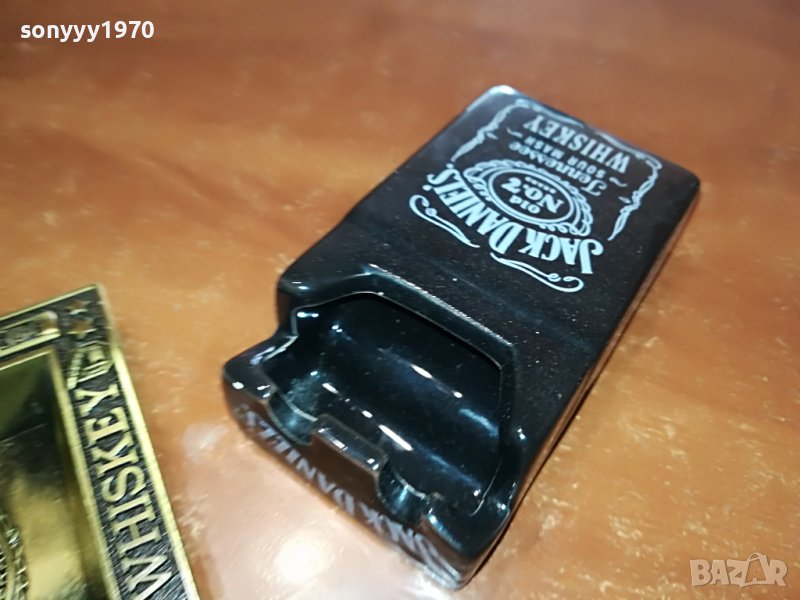 sonyyy1970
JACK DANIEL'S
Old
NO.7
Tennessee
SOUR MASH
WHISKEY
JACK DANIEL'S
WHISKEY
BAZAR